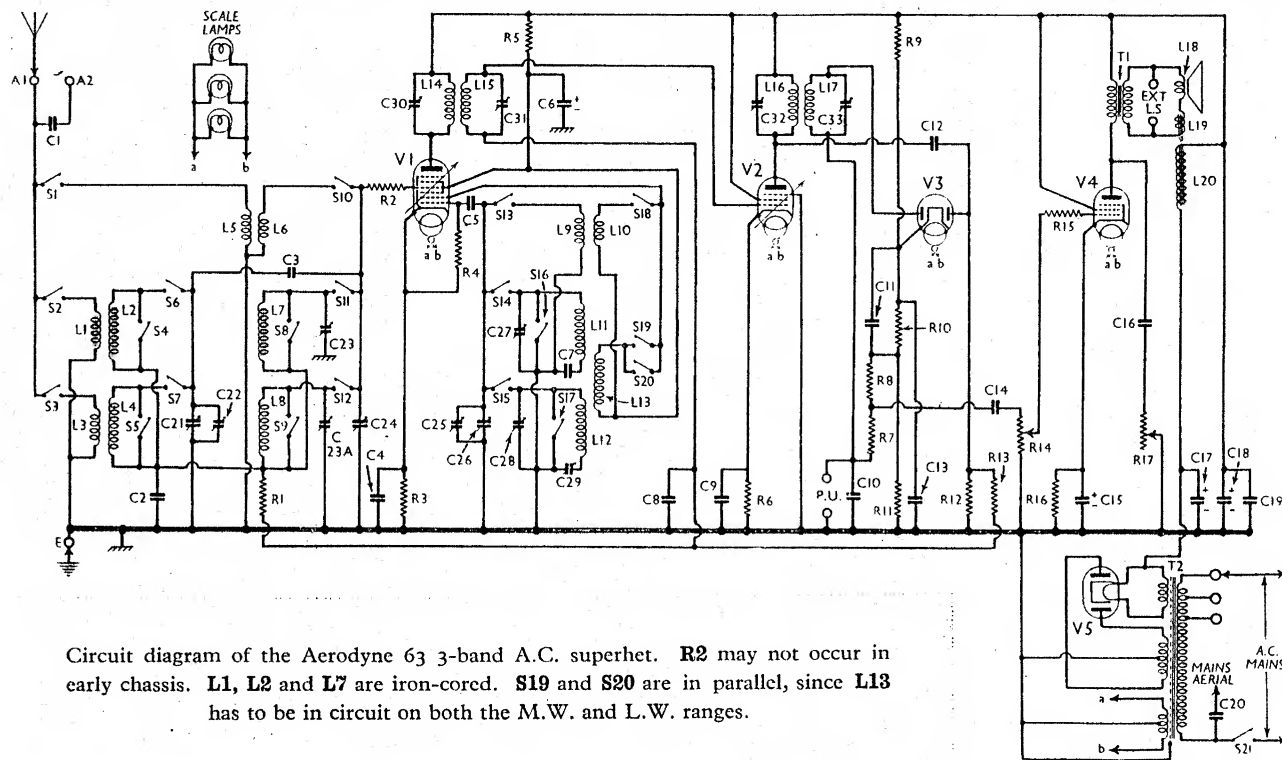 SCALE
LAMPS
A1
A2
C1
a
b
S1
L5
L6
S10
R2
C3
S2
L1
L2
S4
S6
L7
S8
S11
C23
S3
L3
L4
S5
S7
C21
C22
L8
S9
S12
C
23A
C24
C2
R1
E
C30
L14
L15
C31
R5
C6
+
-
V1
a b
C5
R4
C4
R3
S13
L9
L10
S18
S14
S16
C27
L11
C7
S19
S20
L13
S15
S17
C25
C26
C28
L12
C29
C8
C9
R6
L16
L17
C32
C33
V2
a b
R9
C12
V3
a b
C11
R10
R8
R7
C14
P.U.
C10
R11
C13
R12
R13
R14
T1
EXT
L.S
L18
L19
L20
V4
a b
R15
C16
R17
R16
C15
+
-
C17
C18
C19
+
-
+
-
V5
T2
a
b
MAINS
AERIAL
C20
A.C.
MAINS
S21
Circuit diagram of the Aerodyne 63 3-band A.C. superhet. R2 may not occur in
early chassis. L1, L2 and L7 are iron-cored. S19 and S20 are in parallel, since L13
has to be in circuit on both the M.W. and L.W. ranges.